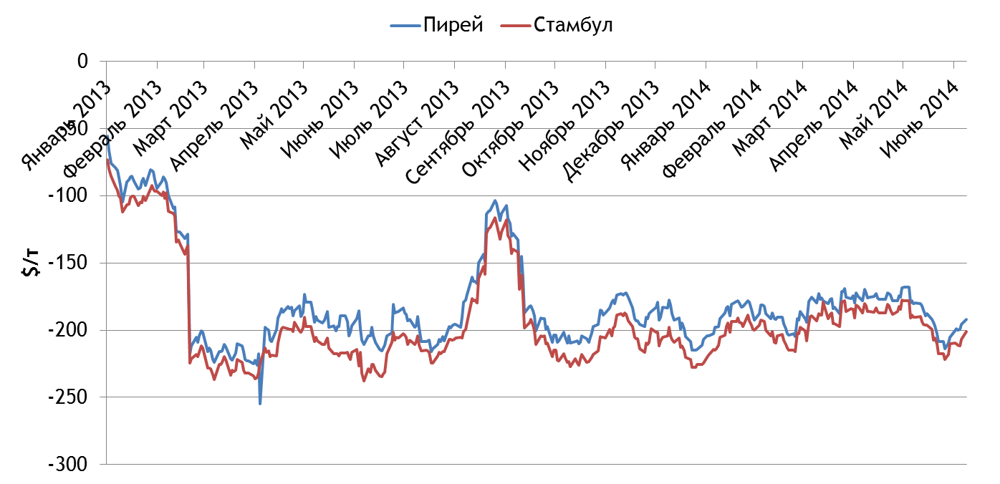 Пирей Стамбул
0
-50
-100
-150
-200
-250
-300
$/т
Январь 2013
Февраль 2013
Март 2013
Апрель 2013
Май 2013
Июнь 2013
Июль 2013
Август 2013
Сентябрь 2013
Октябрь 2013
Ноябрь 2013
Декабрь 2013
Январь 2014
Февраль 2014
Март 2014
Апрель 2014
Май 2014
Июнь 2014